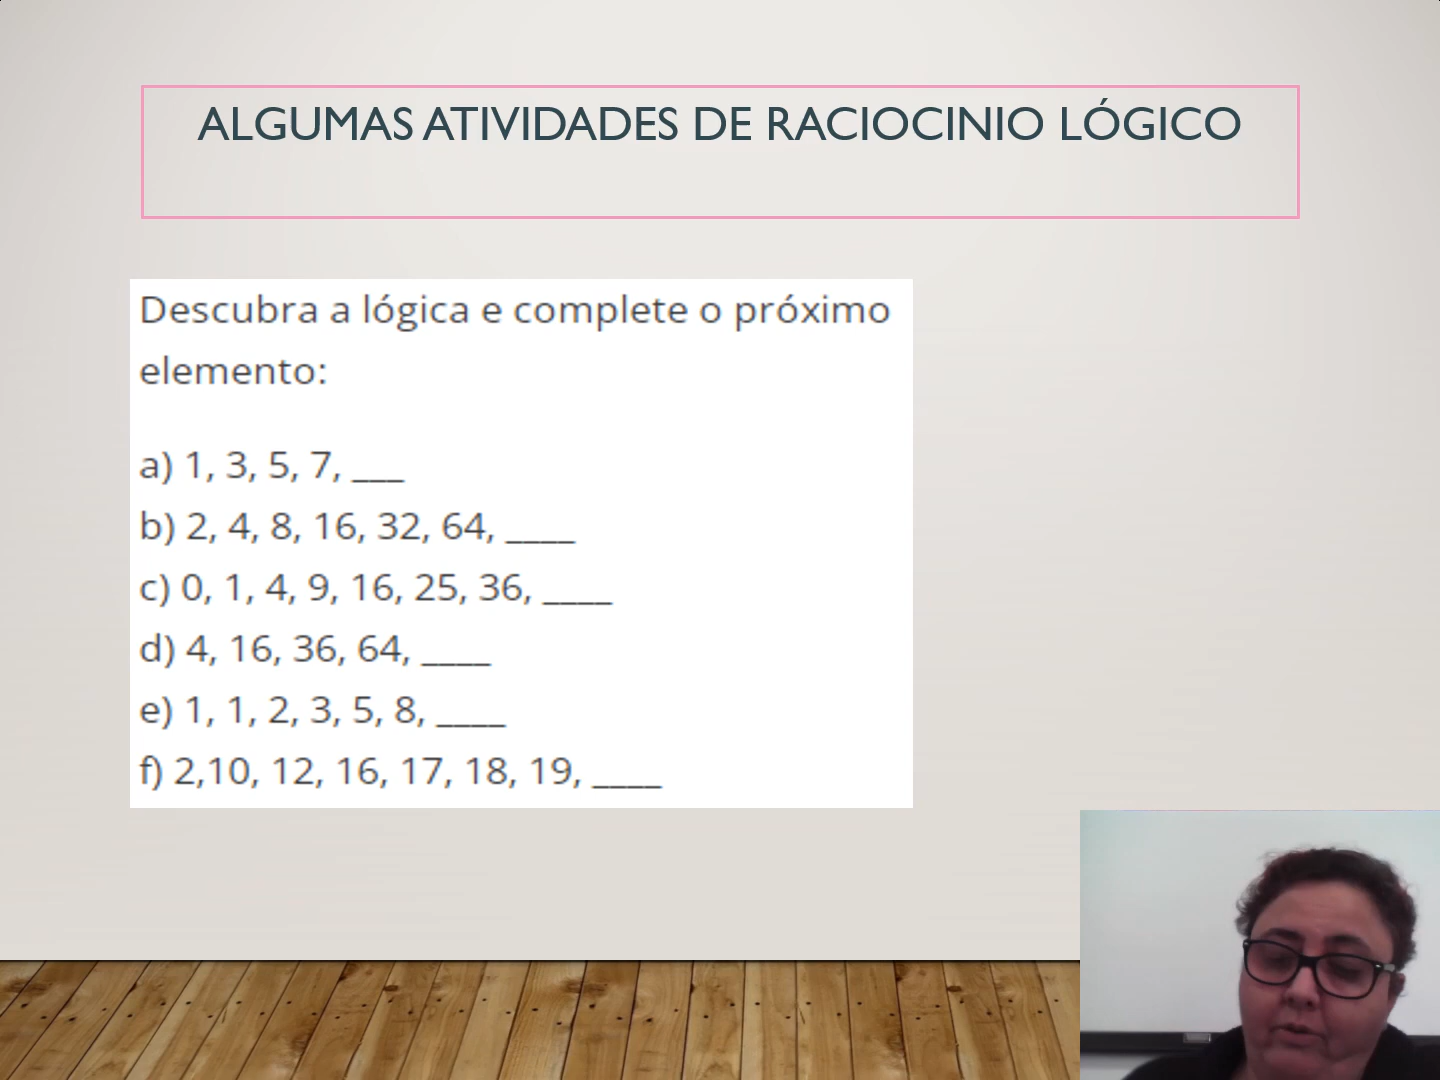 ALGUMAS ATIVIDADES DE RACIOCINIO LÓGICO
Descubra a lógica e complete o próximo
elemento:
a) 1, 3, 5, 7, ___
b) 2, 4, 8, 16, 32, 64, ____
c) 0, 1, 4, 9, 16, 25, 36, ____
d) 4, 16, 36, 64, ____
e) 1, 1, 2, 3, 5, 8, ____
f) 2,10, 12, 16, 17, 18, 19, ____